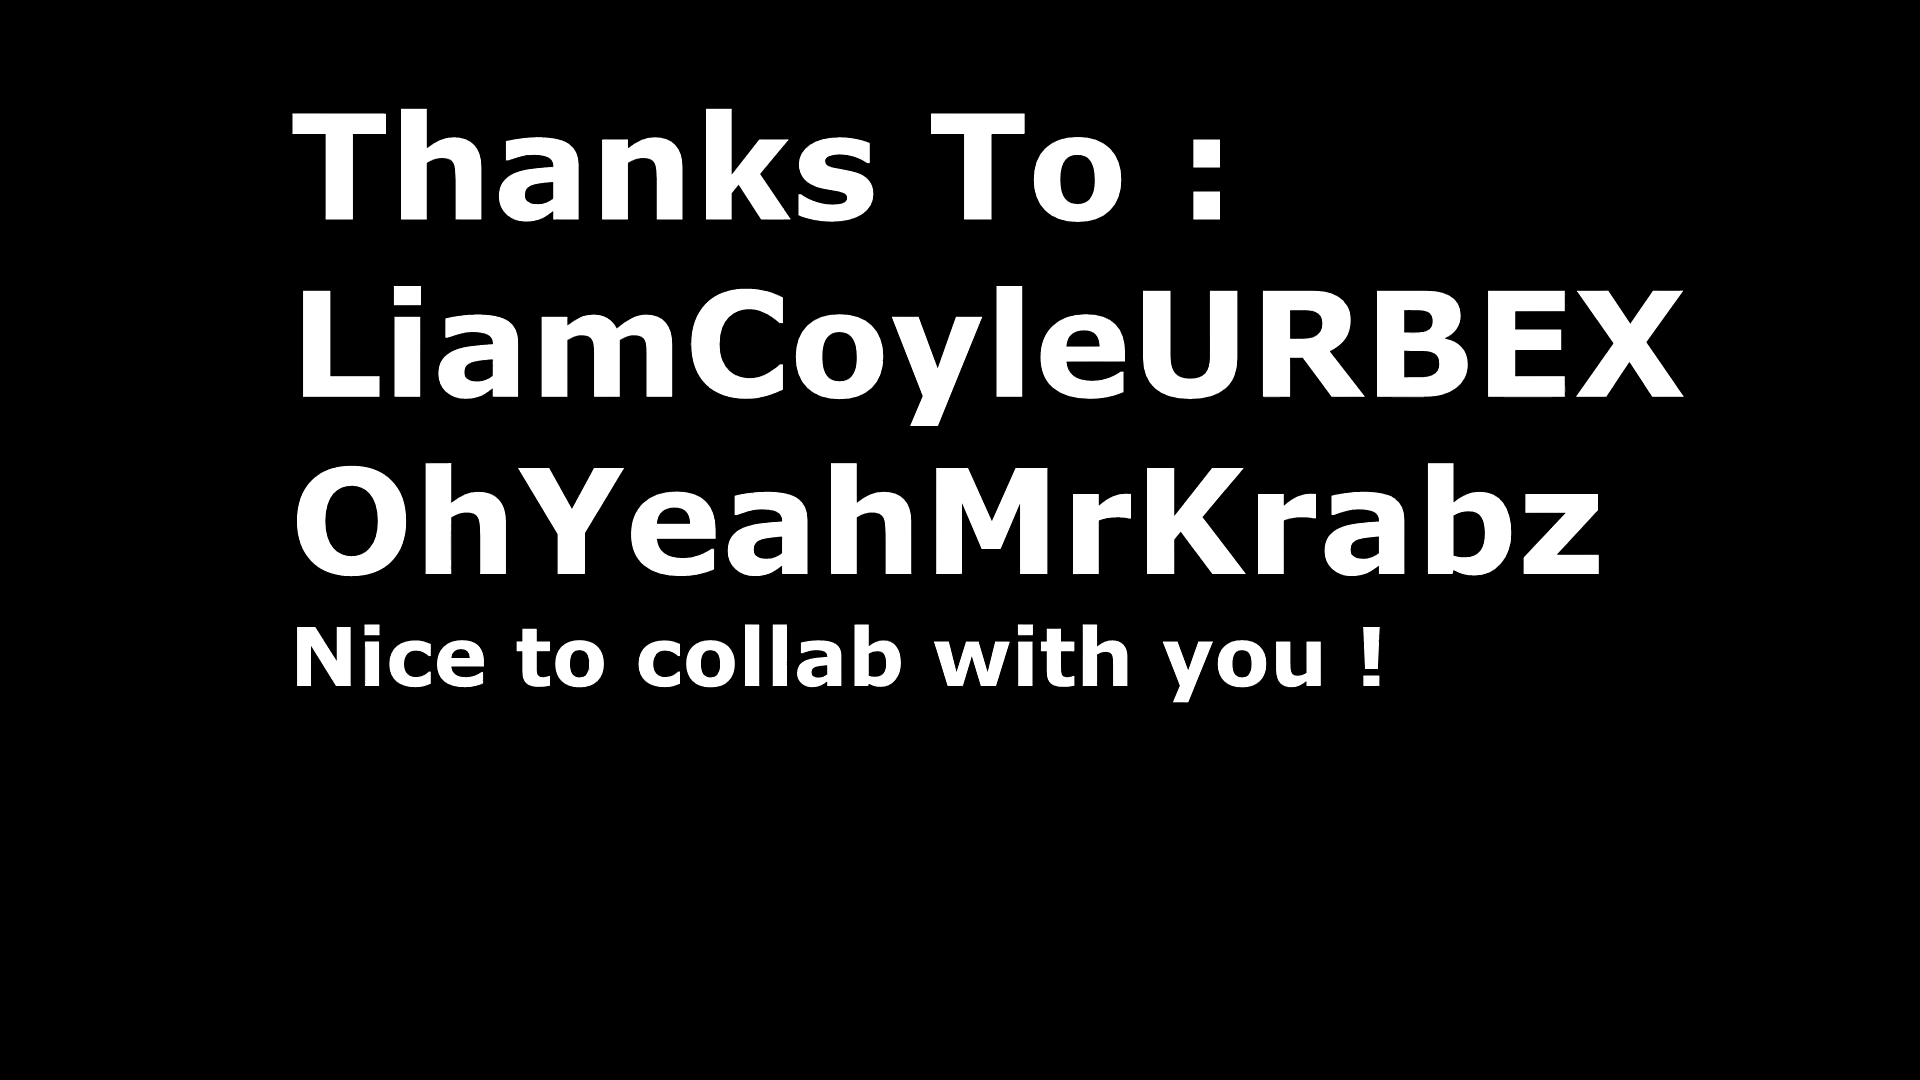 Thanks To :
LiamCoyleURBEX
OhYeahMrKrabz
Nice to collab with you !